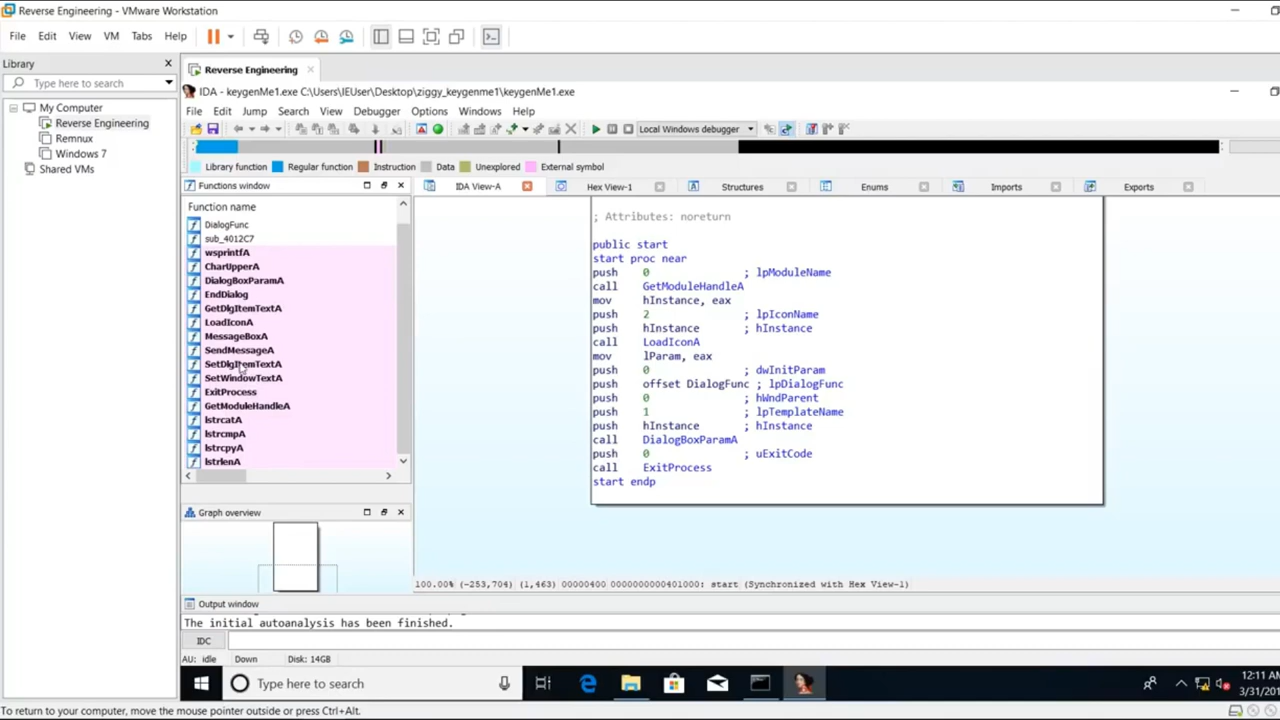 Reverse Engineering - VMware Workstation
File Edit View VM Tabs Help
Library
Type here to search
My Computer
Reverse Engineering
Remnux
Windows 7
Shared VMs
Reverse Engineering
IDA - keygenMe1.exe C:\Users\IEUser\Desktop\ziggy_keygenme1\keygenMe1.exe
File Edit Jump Search View Debugger Options Windows Help
Local Windows debugger
Library function Regular function Instruction Data Unexplored External symbol
Functions window
IDA View-A Hex View-1 Structures Enums Imports Exports
Function name
DialogFunc
sub_4012C7
wsprintfA
CharUpperA
DialogBoxParamA
EndDialog
GetDlgItemTextA
LoadIconA
MessageBoxA
SendMessageA
SetDlgItemTextA
SetWindowTextA
ExitProcess
GetModuleHandleA
lstrcatA
lstrcmpA
lstrcpyA
lstrlenA
; Attributes: noreturn
public start
start proc near
push 0 ; lpModuleName
call GetModuleHandleA
mov hInstance, eax
push 2 ; lpIconName
push hInstance ; hInstance
call LoadIconA
mov lParam, eax
push 0 ; dwInitParam
push offset DialogFunc ; lpDialogFunc
push 0 ; hWndParent
push 1 ; lpTemplateName
push hInstance ; hInstance
call DialogBoxParamA
push 0 ; uExitCode
call ExitProcess
start endp
Graph overview
100.00% (-253,704) (1,463) 00000400 0000000000401000: start (Synchronized with Hex View-1)
Output window
The initial autoanalysis has been finished.
IDC
AU: idle Down Disk: 14GB
Type here to search
12:11 AM
3/31/201
To return to your computer, move the mouse pointer outside or press Ctrl+Alt.